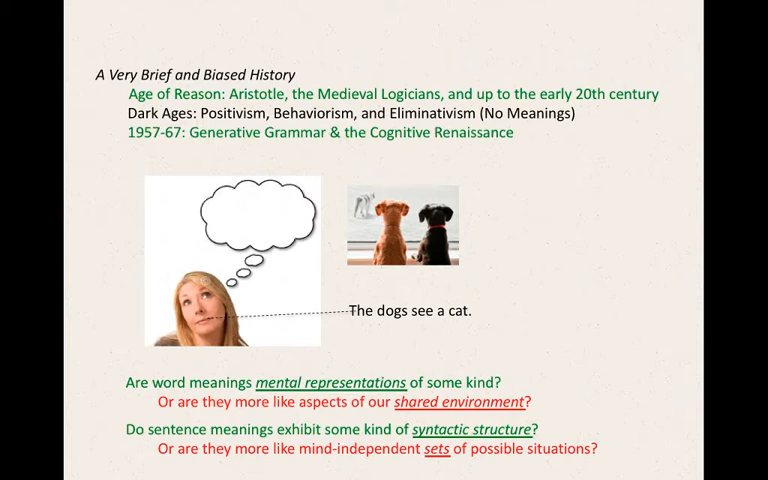 A Very Brief and Biased History
Age of Reason: Aristotle, the Medieval Logicians, and up to the early 20th century
Dark Ages: Positivism, Behaviorism, and Eliminativism (No Meanings)
1957-67: Generative Grammar & the Cognitive Renaissance
The dogs see a cat.
Are word meanings mental representations of some kind?
Or are they more like aspects of our shared environment?
Do sentence meanings exhibit some kind of syntactic structure?
Or are they more like mind-independent sets of possible situations?